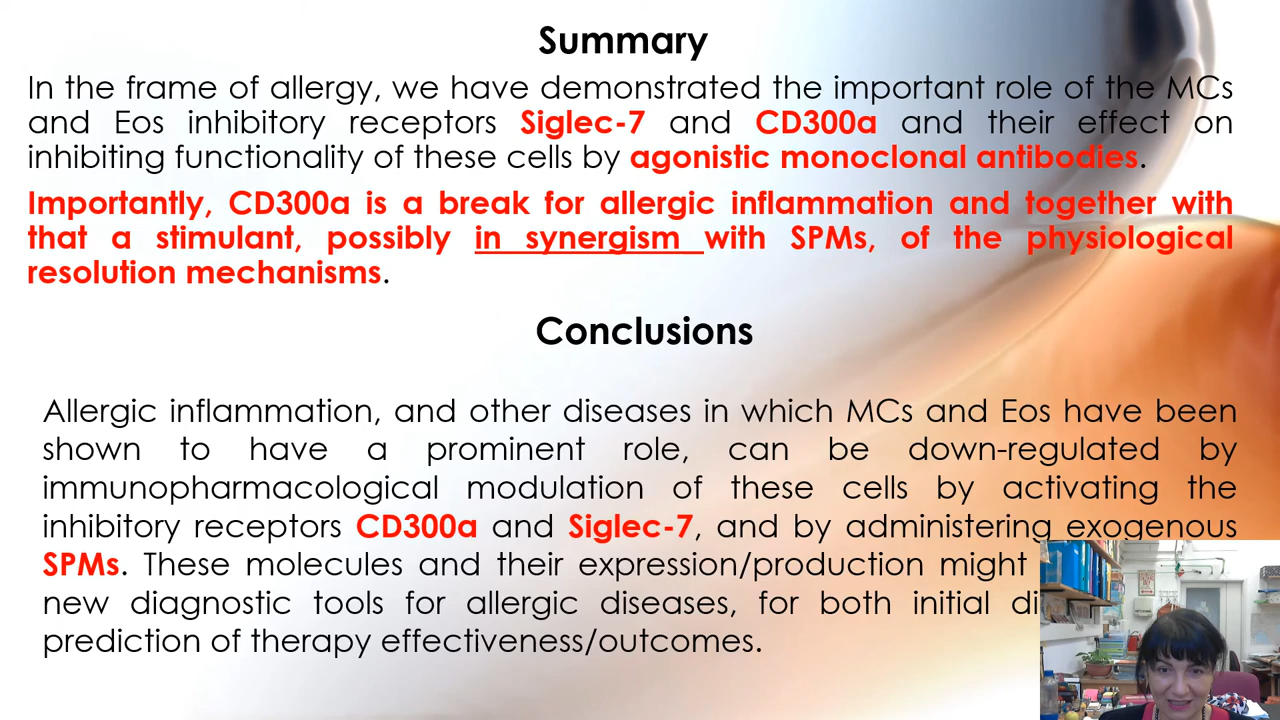 Summary
In the frame of allergy, we have demonstrated the important role of the MCs
and Eos inhibitory receptors Siglec-7 and CD300a and their effect on
inhibiting functionality of these cells by agonistic monoclonal antibodies.
Importantly, CD300a is a break for allergic inflammation and together with
that a stimulant, possibly in synergism with SPMs, of the physiological
resolution mechanisms.
Conclusions
Allergic inflammation, and other diseases in which MCs and Eos have been
shown to have a prominent role, can be down-regulated by
immunopharmacological modulation of these cells by activating the
inhibitory receptors CD300a and Siglec-7, and by administering exogenous
SPMs. These molecules and their expression/production might
new diagnostic tools for allergic diseases, for both initial di
prediction of therapy effectiveness/outcomes.